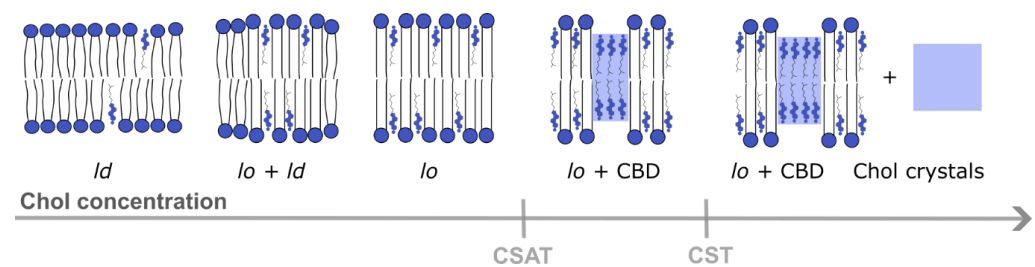 ld
lo + ld
lo
lo + CBD
lo + CBD
+
Chol crystals
Chol concentration
CSAT
CST